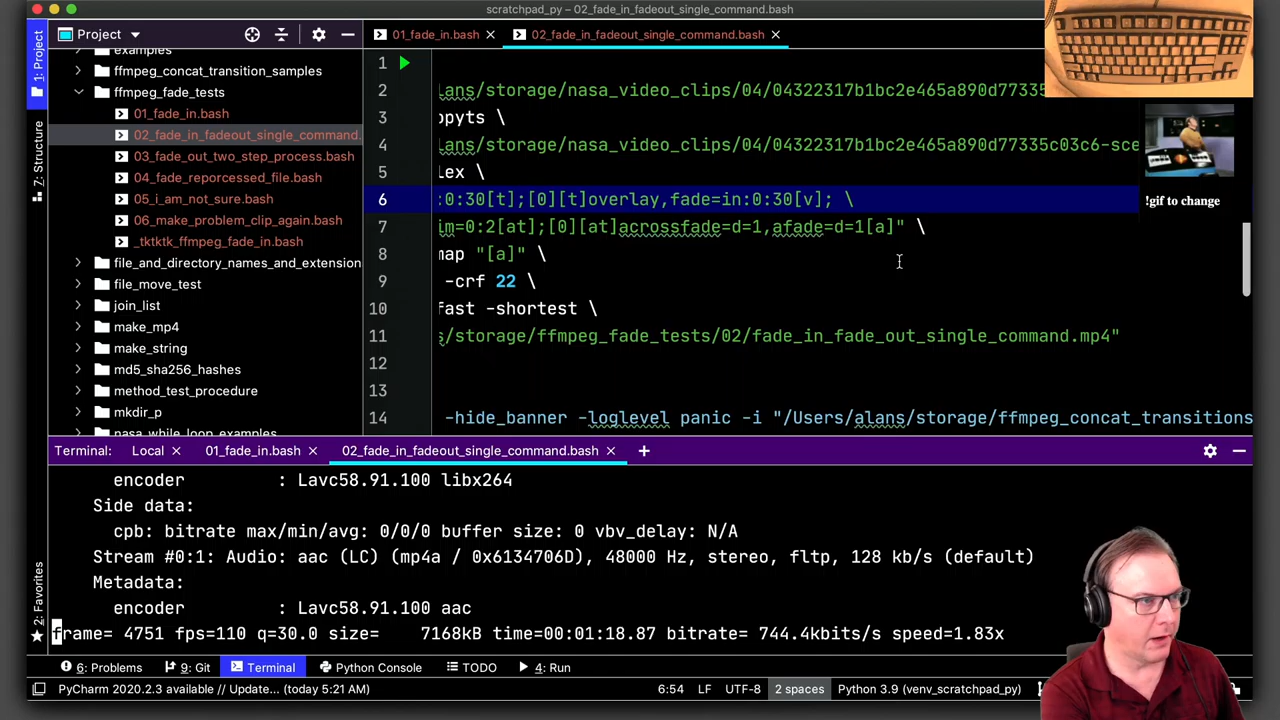 scratchpad_py – 02_fade_in_fadeout_single_command.bash
Project
01_fade_in.bash
02_fade_in_fadeout_single_command.bash
1: Project
7: Structure
2: Favorites
examples
ffmpeg_concat_transition_samples
ffmpeg_fade_tests
01_fade_in.bash
02_fade_in_fadeout_single_command.
03_fade_out_two_step_process.bash
04_fade_reporcessed_file.bash
05_i_am_not_sure.bash
06_make_problem_clip_again.bash
_tktktk_ffmpeg_fade_in.bash
file_and_directory_names_and_extension
file_move_test
join_list
make_mp4
make_string
md5_sha256_hashes
method_test_procedure
mkdir_p
nasa_while_loop_examples
1
2 lans/storage/nasa_video_clips/04/04322317b1bc2e465a890d77335
3 opyts \
4 lans/storage/nasa_video_clips/04/04322317b1bc2e465a890d77335c03c6-sce
5 lex \
6 :0:30[t];[0][t]overlay,fade=in:0:30[v]; \
7 im=0:2[at];[0][at]acrossfade=d=1,afade=d=1[a]" \
8 map "[a]" \
9 -crf 22 \
10 fast -shortest \
11 s/storage/ffmpeg_fade_tests/02/fade_in_fade_out_single_command.mp4"
12
13
14 -hide_banner -loglevel panic -i "/Users/alans/storage/ffmpeg_concat_transitions
!gif to change
Terminal: Local 01_fade_in.bash 02_fade_in_fadeout_single_command.bash
encoder : Lavc58.91.100 libx264
Side data:
cpb: bitrate max/min/avg: 0/0/0 buffer size: 0 vbv_delay: N/A
Stream #0:1: Audio: aac (LC) (mp4a / 0x6134706D), 48000 Hz, stereo, fltp, 128 kb/s (default)
Metadata:
encoder : Lavc58.91.100 aac
frame= 4751 fps=110 q=30.0 size= 7168kB time=00:01:18.87 bitrate= 744.4kbits/s speed=1.83x
6: Problems 9: Git Terminal Python Console TODO 4: Run
PyCharm 2020.2.3 available // Update... (today 5:21 AM) 6:54 LF UTF-8 2 spaces Python 3.9 (venv_scratchpad_py)